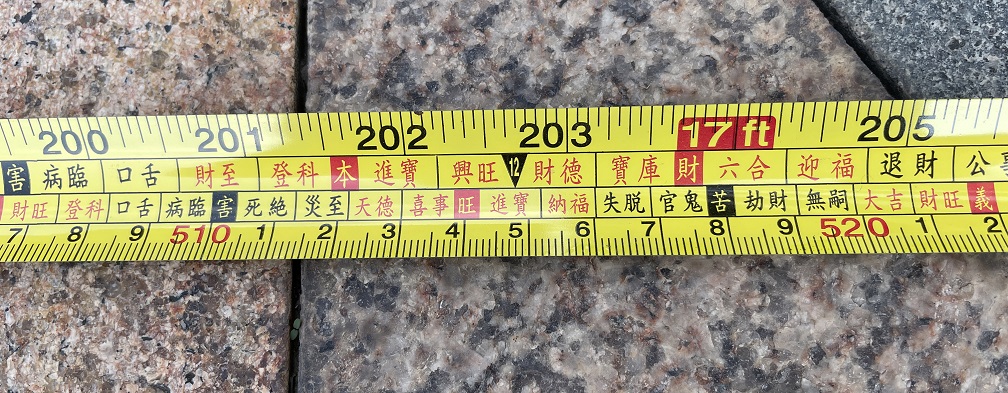 200 201 202 203 17 ft 205
害 病臨 口舌 財至 登科 本 進寶 興旺 12 財德 寶庫 財 六合 迎福 退財 公
財旺 登科 口舌 病臨 害 死絶 災至 天德 喜事 旺 進寶 納福 失脱 官鬼 苦 劫財 無嗣 大吉 財旺 義
7 8 9 510 1 2 3 4 5 6 7 8 9 520 1 2